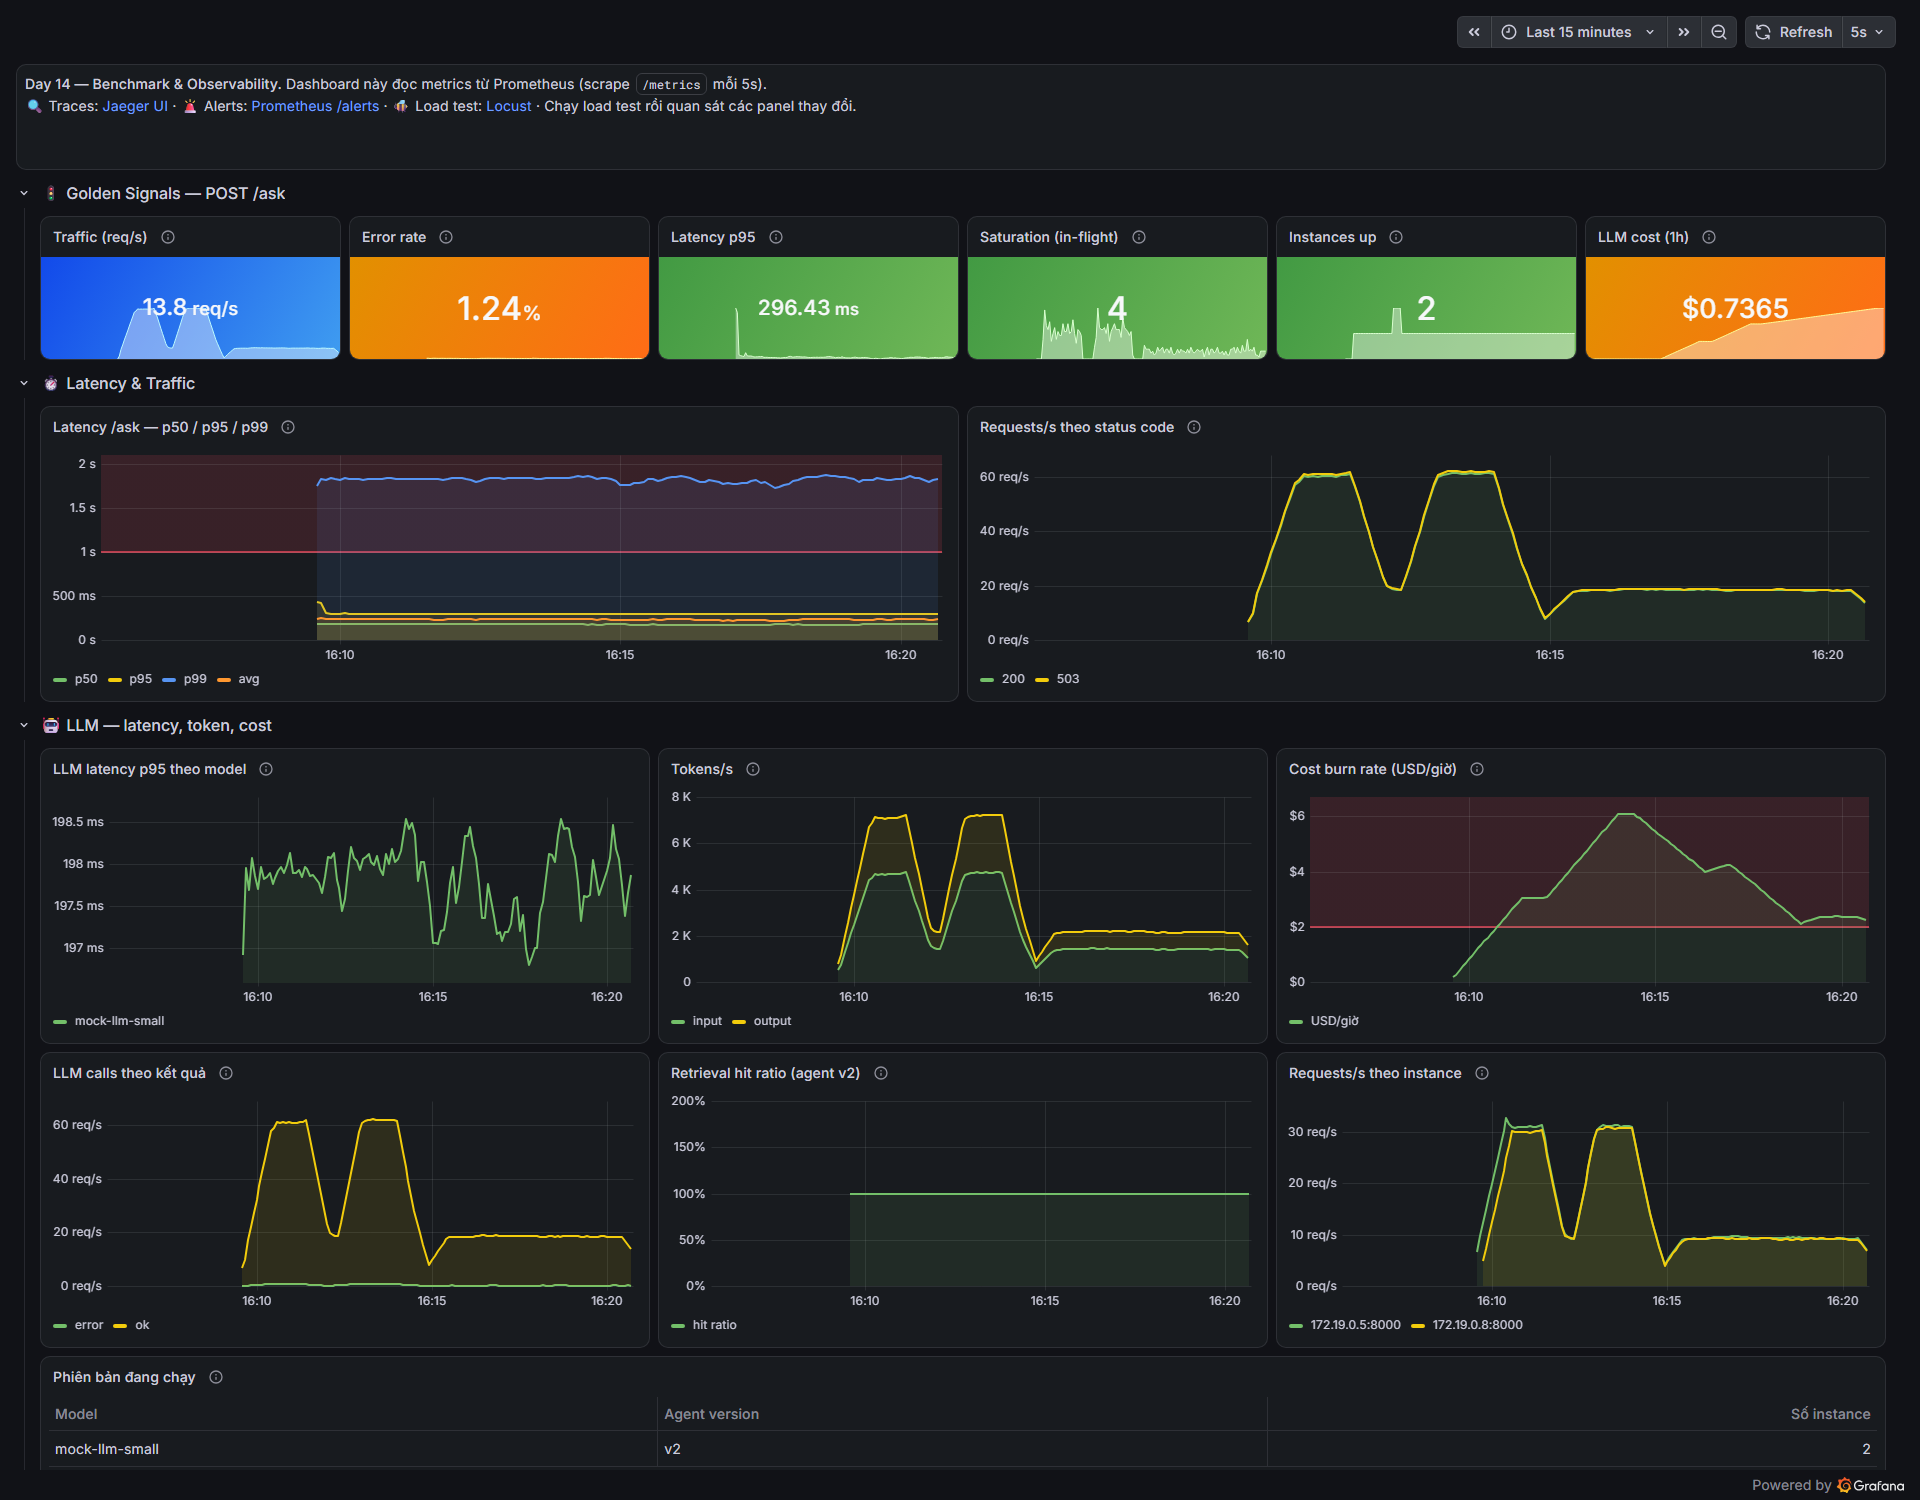 Last 15 minutes
Refresh 5s
Day 14 — Benchmark & Observability. Dashboard này đọc metrics từ Prometheus (scrape /metrics mỗi 5s).
Traces: Jaeger UI · Alerts: Prometheus /alerts · Load test: Locust · Chạy load test rồi quan sát các panel thay đổi.
Golden Signals — POST /ask
Traffic (req/s)
13.8 req/s
Error rate
1.24%
Latency p95
296.43 ms
Saturation (in-flight)
4
Instances up
2
LLM cost (1h)
$0.7365
Latency & Traffic
Latency /ask — p50 / p95 / p99
2 s
1.5 s
1 s
500 ms
0 s
16:10 16:15 16:20
p50 p95 p99 avg
Requests/s theo status code
60 req/s
40 req/s
20 req/s
0 req/s
16:10 16:15 16:20
200 503
LLM — latency, token, cost
LLM latency p95 theo model
198.5 ms
198 ms
197.5 ms
197 ms
16:10 16:15 16:20
mock-llm-small
Tokens/s
8 K
6 K
4 K
2 K
0
16:10 16:15 16:20
input output
Cost burn rate (USD/giờ)
$6
$4
$2
$0
16:10 16:15 16:20
USD/giờ
LLM calls theo kết quả
60 req/s
40 req/s
20 req/s
0 req/s
16:10 16:15 16:20
error ok
Retrieval hit ratio (agent v2)
200%
150%
100%
50%
0%
16:10 16:15 16:20
hit ratio
Requests/s theo instance
30 req/s
20 req/s
10 req/s
0 req/s
16:10 16:15 16:20
172.19.0.5:8000 172.19.0.8:8000
Phiên bản đang chạy
Model Agent version Số instance
mock-llm-small v2 2
Powered by Grafana